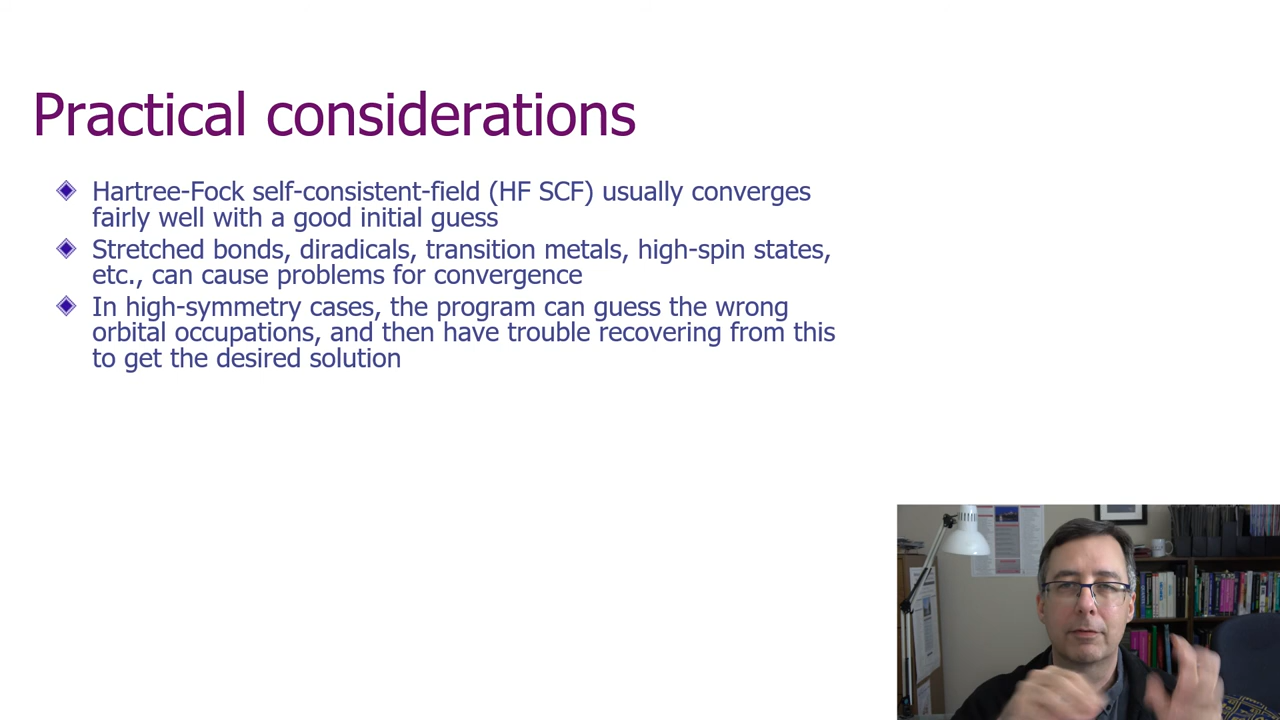 Practical considerations
Hartree-Fock self-consistent-field (HF SCF) usually converges
fairly well with a good initial guess
Stretched bonds, diradicals, transition metals, high-spin states,
etc., can cause problems for convergence
In high-symmetry cases, the program can guess the wrong
orbital occupations, and then have trouble recovering from this
to get the desired solution